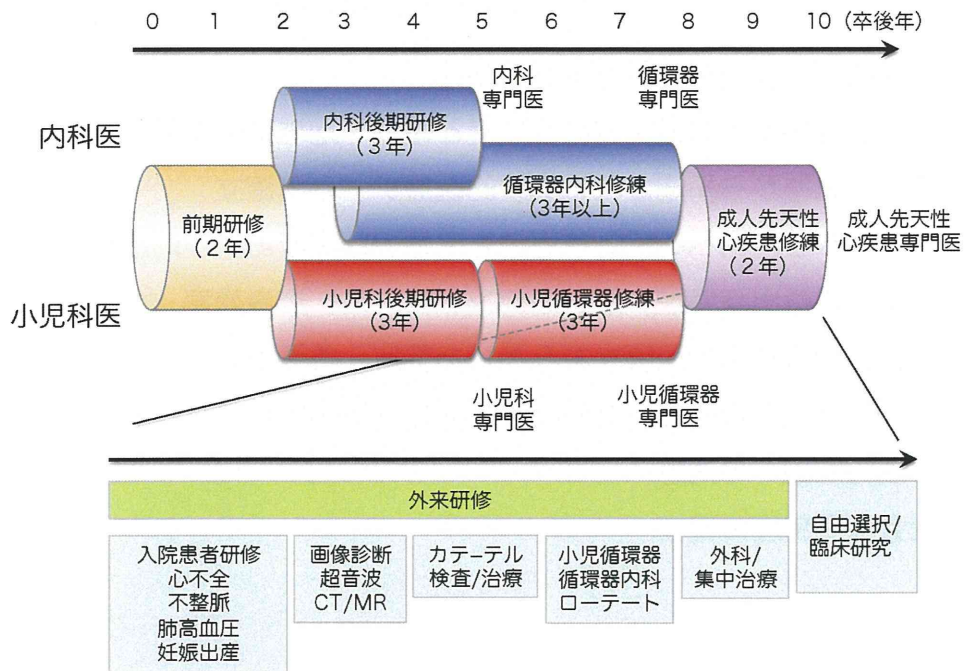 0 1 2 3 4 5 6 7 8 9 10 (卒後年)
内科
専門医
循環器
専門医
内科医
内科後期研修
(3年)
循環器内科修練
(3年以上)
前期研修
(2年)
成人先天性
心疾患修練
(2年)
成人先天性
心疾患専門医
小児科医
小児科後期研修
(3年)
小児循環器修練
(3年)
小児科
専門医
小児循環器
専門医
外来研修
自由選択/
臨床研究
入院患者研修
心不全
不整脈
肺高血圧
妊娠出産
画像診断
超音波
CT/MR
カテーテル
検査/治療
小児循環器
循環器内科
ローテート
外科/
集中治療